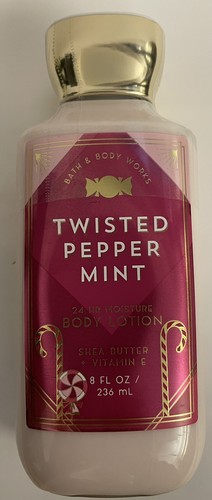 BATH & BODY WORKS
TWISTED
PEPPER
MINT
24 HR MOISTURE
BODY LOTION
SHEA BUTTER
+ VITAMIN E
8 FL OZ /
236 mL